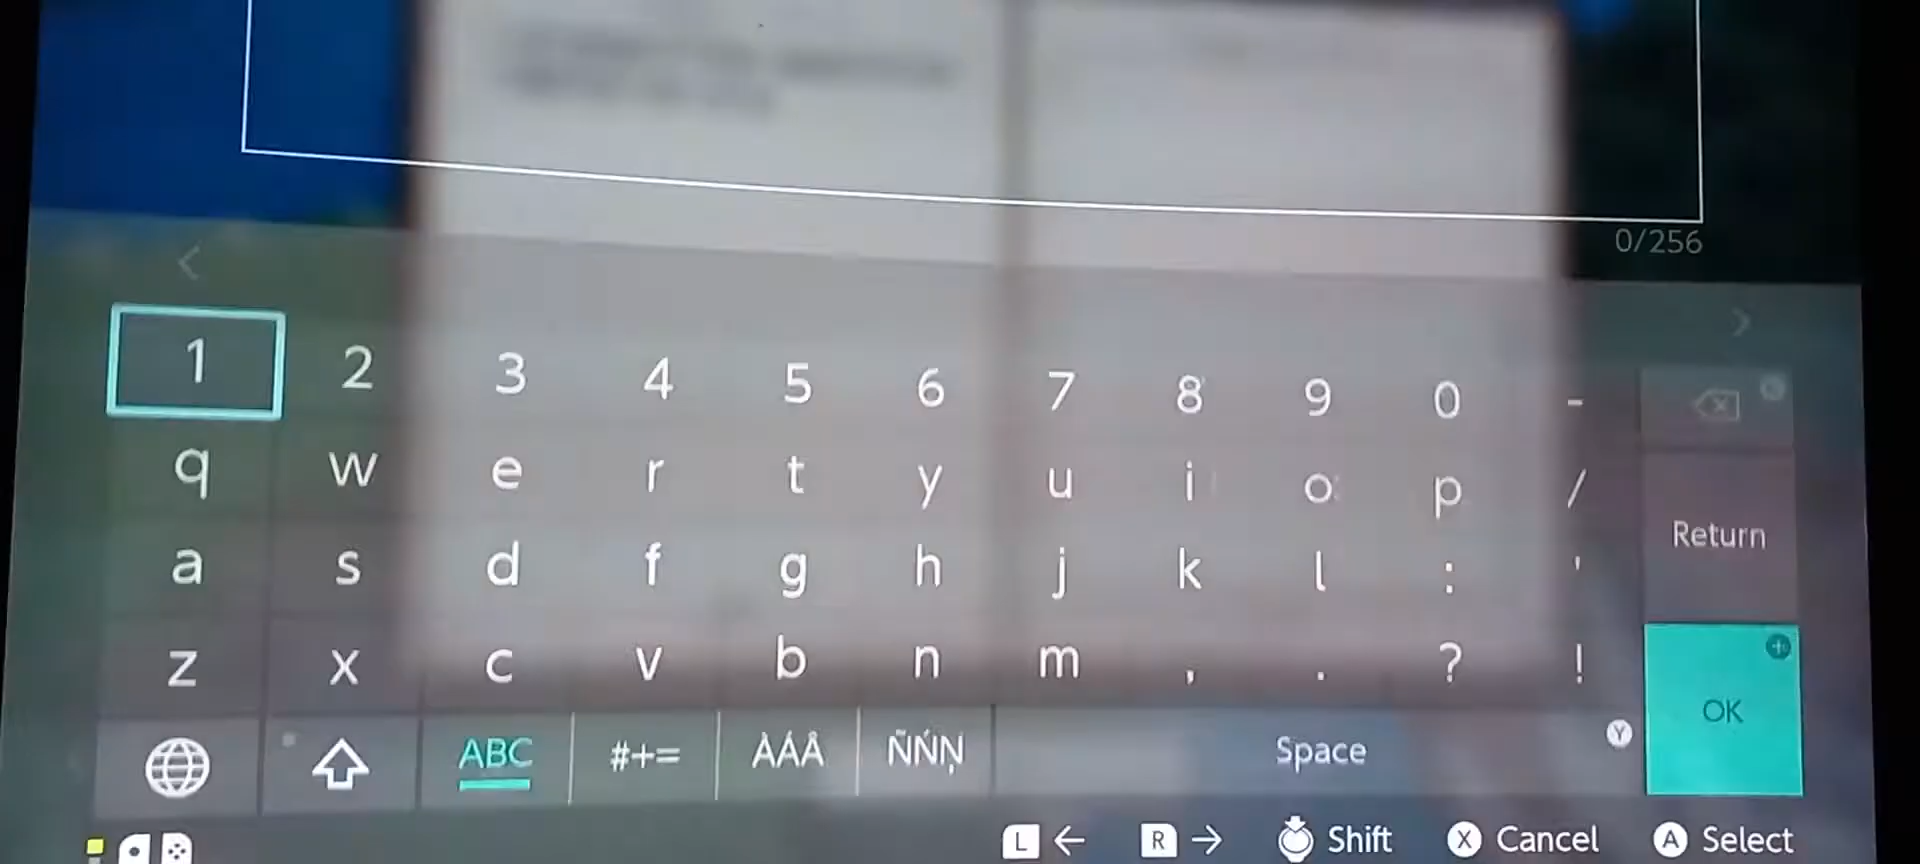 0/256
1 2 3 4 5 6 7 8 9 0 -
q w e r t y u i o p /
Return
a s d f g h j k l : '
z x c v b n m , . ? !
OK
ABC #+= ÀÁÂ ÑŃŅ Space Y
L ← R → Shift X Cancel A Select